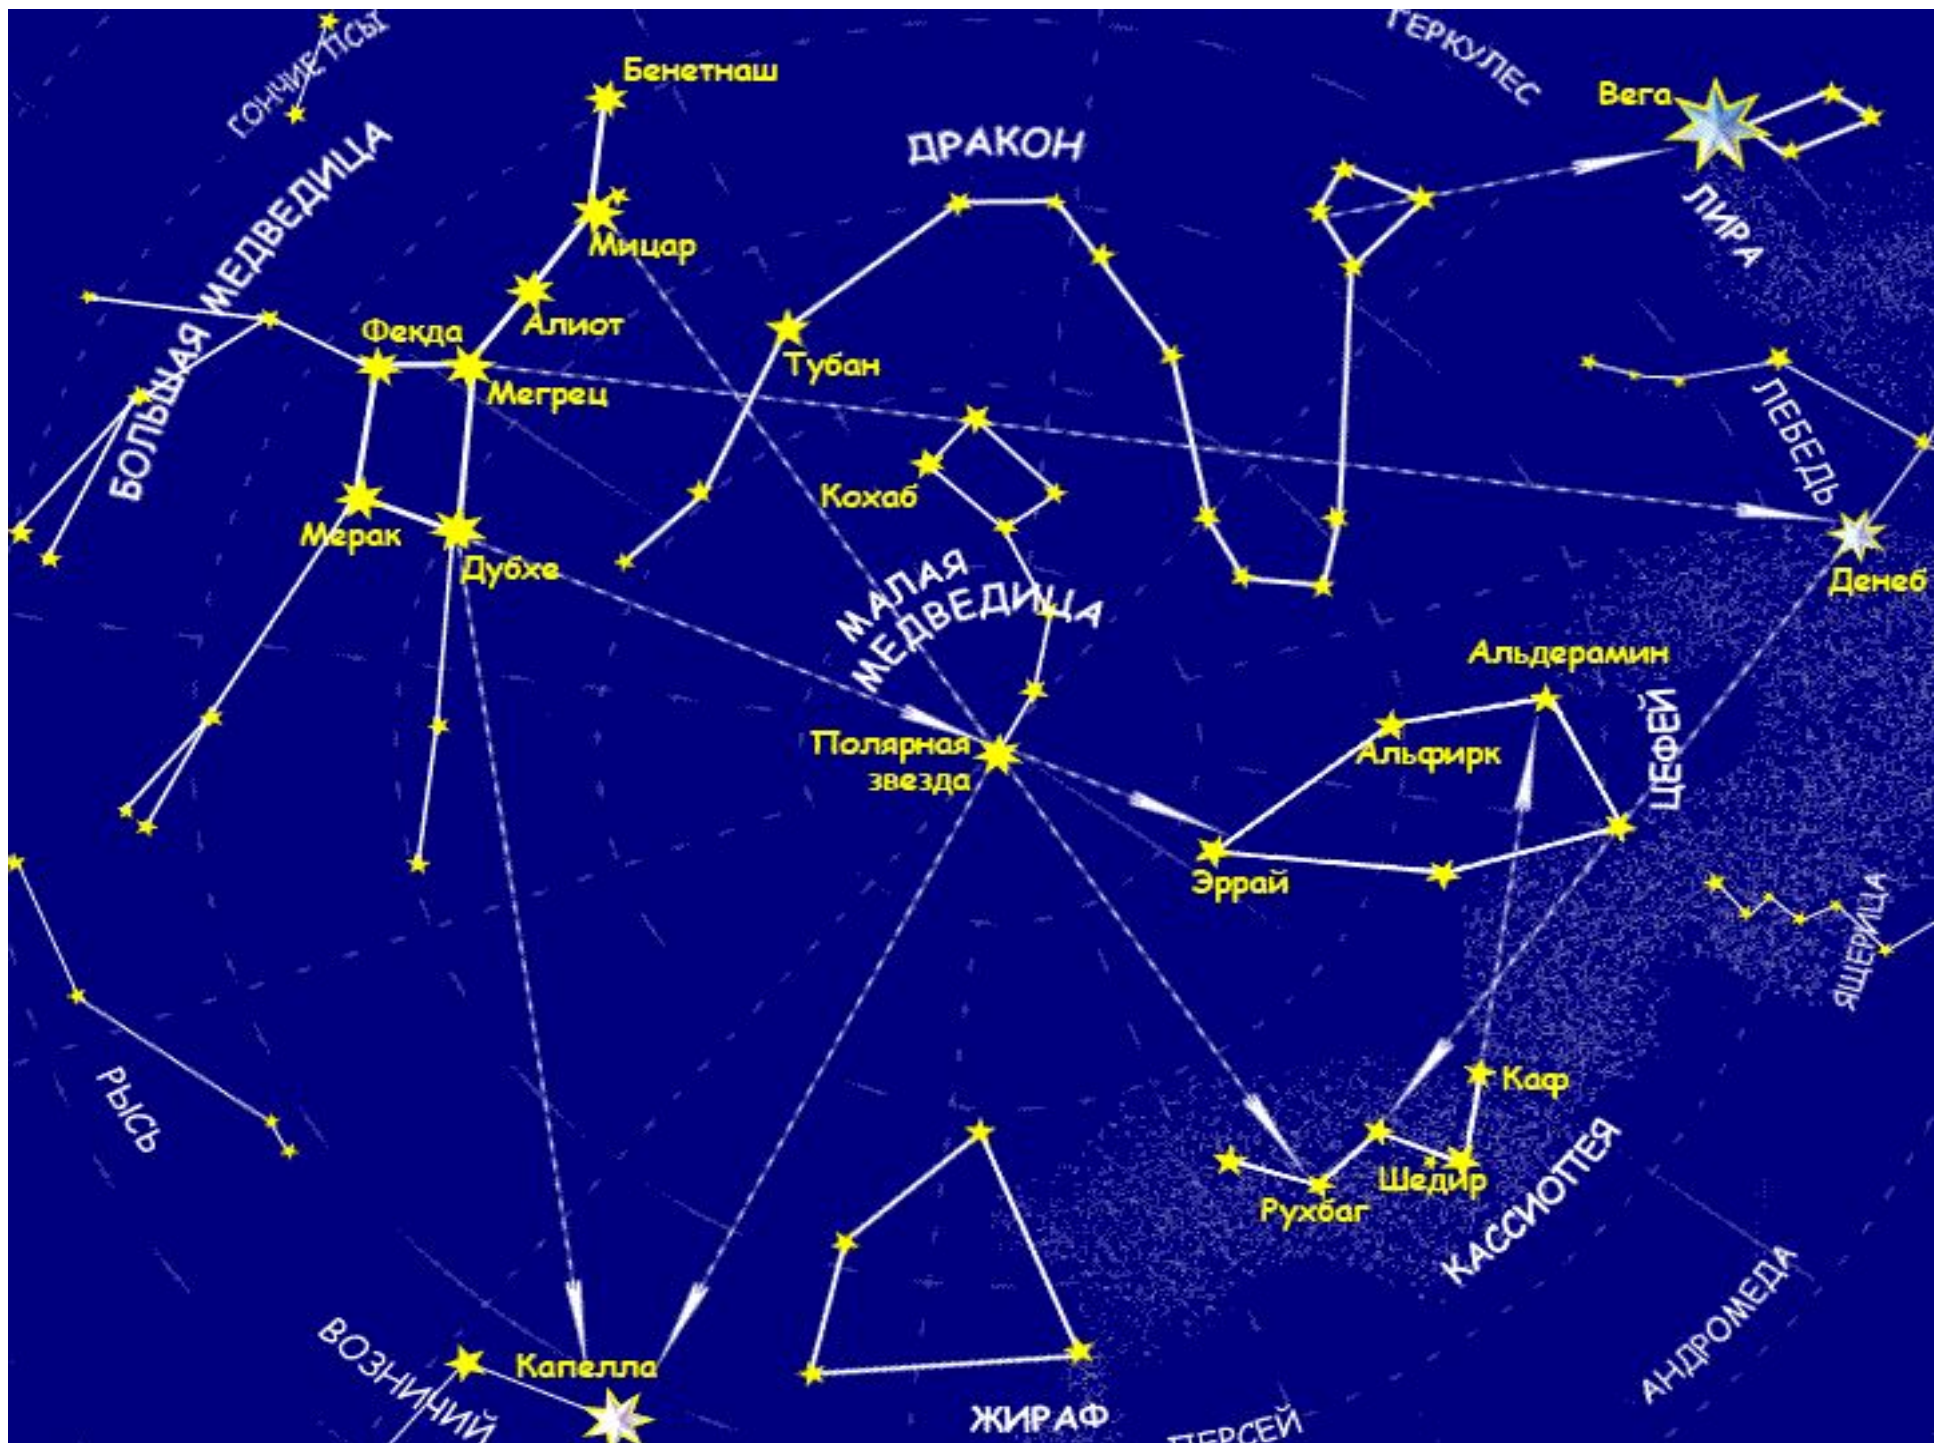 ГОНЧИЕ ПСЫ
ГЕРКУЛЕС
Бенетнаш
Вега
ДРАКОН
БОЛЬШАЯ МЕДВЕДИЦА
Мицар
ЛИРА
Алиот
Фекда
Тубан
Мегрец
ЛЕБЕДЬ
Кохаб
Мерак
Дубхе
Денеб
МАЛАЯ
МЕДВЕДИЦА
Альдерамин
ЦЕФЕЙ
Полярная
звезда
Альфирк
Эррай
ЯЩЕРИЦА
РЫСЬ
Каф
Шедир
Рухбаг
КАССИОПЕЯ
АНДРОМЕДА
ВОЗНИЧИЙ
Капелла
ЖИРАФ
ПЕРСЕЙ